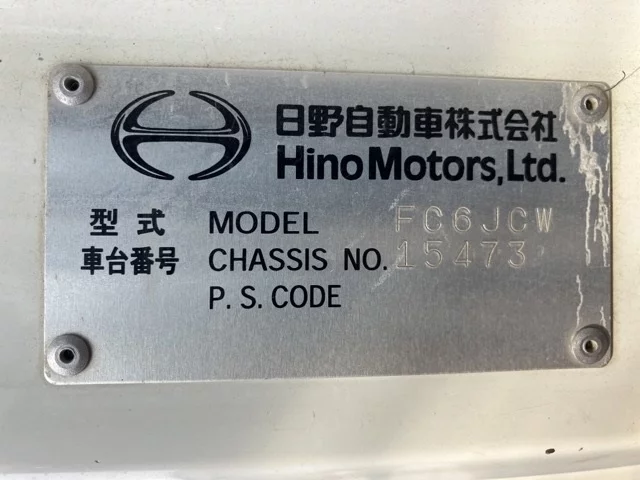 日野自動車株式会社
Hino Motors, Ltd.
型式 MODEL FC6JCW
車台番号 CHASSIS NO. 15473
P. S. CODE